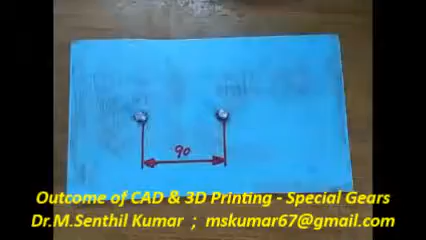 90
Outcome of CAD & 3D Printing - Special Gears
Dr.M.Senthil Kumar ; mskumar67@gmail.com